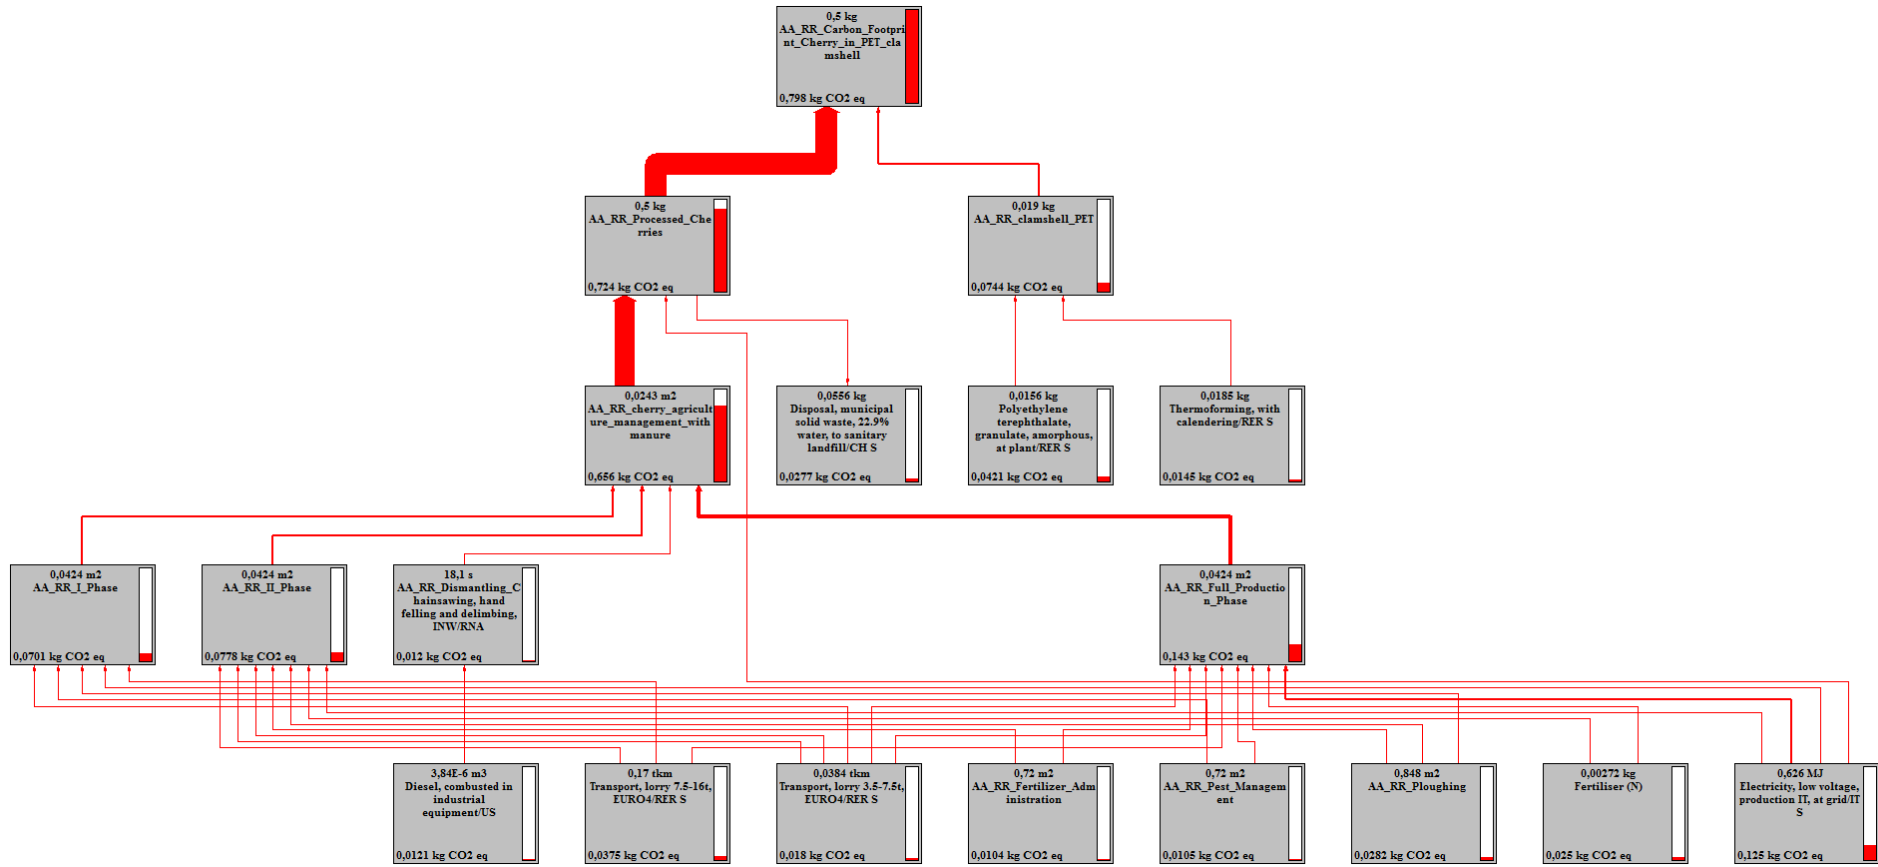 0,5 kg
AA_RR_Carbon_Footpri
nt_Cherry_in_PET_cla
mshell
0,798 kg CO2 eq
0,5 kg
AA_RR_Processed_Che
rries
0,724 kg CO2 eq
0,019 kg
AA_RR_clamshell_PET
0,0744 kg CO2 eq
0,0243 m2
AA_RR_cherry_agricult
ure_management_with
manure
0,656 kg CO2 eq
0,0556 kg
Disposal, municipal
solid waste, 22.9%
water, to sanitary
landfill/CH S
0,0277 kg CO2 eq
0,0156 kg
Polyethylene
terephthalate,
granulate, amorphous,
at plant/RER S
0,0421 kg CO2 eq
0,0185 kg
Thermoforming, with
calendering/RER S
0,0145 kg CO2 eq
0,0424 m2
AA_RR_I_Phase
0,0701 kg CO2 eq
0,0424 m2
AA_RR_II_Phase
0,0778 kg CO2 eq
18,1 s
AA_RR_Dismantling_C
hainsawing, hand
felling and delimbing,
INW/RNA
0,012 kg CO2 eq
0,0424 m2
AA_RR_Full_Productio
n_Phase
0,143 kg CO2 eq
3,84E-6 m3
Diesel, combusted in
industrial
equipment/US
0,0121 kg CO2 eq
0,17 tkm
Transport, lorry 7.5-16t,
EURO4/RER S
0,0375 kg CO2 eq
0,0384 tkm
Transport, lorry 3.5-7.5t,
EURO4/RER S
0,018 kg CO2 eq
0,72 m2
AA_RR_Fertilizer_Adm
inistration
0,0104 kg CO2 eq
0,72 m2
AA_RR_Pest_Managem
ent
0,0105 kg CO2 eq
0,848 m2
AA_RR_Ploughing
0,0282 kg CO2 eq
0,00272 kg
Fertiliser (N)
0,025 kg CO2 eq
0,626 MJ
Electricity, low voltage,
production IT, at grid/IT
S
0,125 kg CO2 eq